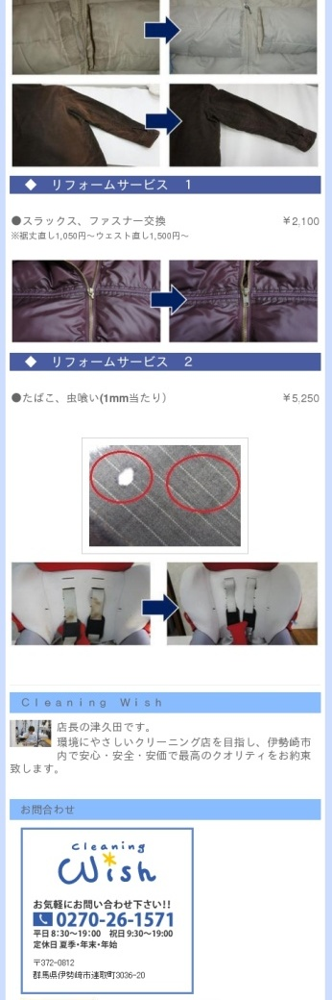 ◆ リフォームサービス 1
●スラックス、ファスナー交換 ￥2,100
※裾丈直し1,050円～ウェスト直し1,500円～
◆ リフォームサービス 2
●たばこ、虫喰い(1mm当たり) ￥5,250
Cleaning Wish
店長の津久田です。
環境にやさしいクリーニング店を目指し、伊勢崎市
内で安心・安全・安価で最高のクオリティをお約束
致します。
お問合わせ
cleaning
Wish
お気軽にお問い合わせ下さい!!
0270-26-1571
平日 8:30～19:00 祝日 9:30～19:00
定休日 夏季・年末・年始
〒372-0812
群馬県伊勢崎市連取町3036-20